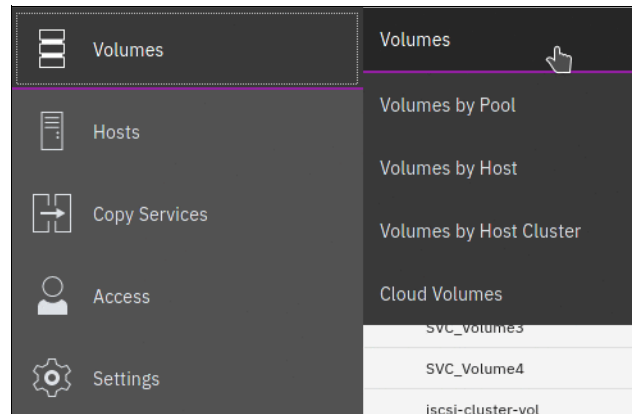 Volumes
Hosts
Copy Services
Access
Settings
Volumes
Volumes by Pool
Volumes by Host
Volumes by Host Cluster
Cloud Volumes
SVC_Volume3
SVC_Volume4
iscsi-cluster-vol